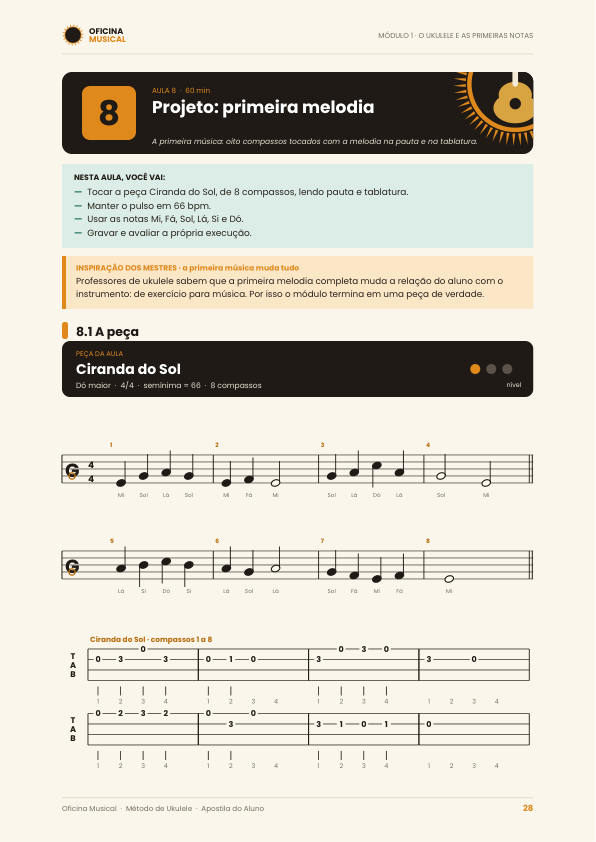 OFICINA
MUSICAL
MÓDULO 1 · O UKULELE E AS PRIMEIRAS NOTAS
8
AULA 8 · 60 min
Projeto: primeira melodia
A primeira música: oito compassos tocados com a melodia na pauta e na tablatura.
NESTA AULA, VOCÊ VAI:
— Tocar a peça Ciranda do Sol, de 8 compassos, lendo pauta e tablatura.
— Manter o pulso em 66 bpm.
— Usar as notas Mi, Fá, Sol, Lá, Si e Dó.
— Gravar e avaliar a própria execução.
INSPIRAÇÃO DOS MESTRES · a primeira música muda tudo
Professores de ukulele sabem que a primeira melodia completa muda a relação do aluno com o
instrumento: de exercício para música. Por isso o módulo termina em uma peça de verdade.
8.1 A peça
PEÇA DA AULA
Ciranda do Sol
Dó maior · 4/4 · semínima = 66 · 8 compassos
nível
1 2 3 4
G 4 4
Mi Sol Lá Sol Mi Fá Mi Sol Lá Dó Lá Sol Mi
5 6 7 8
G
Lá Si Dó Si Lá Sol Lá Sol Fá Mi Fá Mi
Ciranda do Sol · compassos 1 a 8
T A B
0 3 0 3 0 1 0 3 0 3 0 3 0
1 2 3 4 1 2 3 4 1 2 3 4 1 2 3 4
T A B
0 2 3 2 0 3 0 3 1 0 1 0
1 2 3 4 1 2 3 4 1 2 3 4 1 2 3 4
Oficina Musical · Método de Ukulele · Apostila do Aluno
28